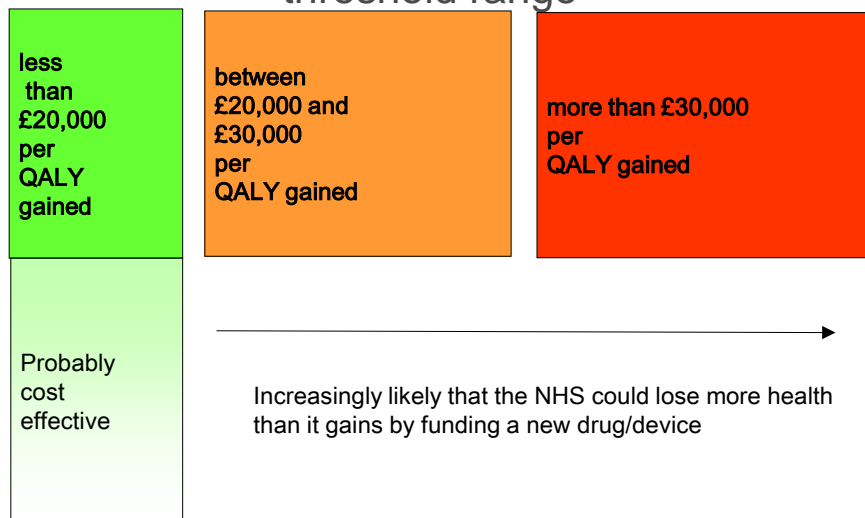 threshold range
less
than
£20,000
per
QALY
gained
between
£20,000 and
£30,000
per
QALY gained
more than £30,000
per
QALY gained
Probably
cost
effective
Increasingly likely that the NHS could lose more health
than it gains by funding a new drug/device